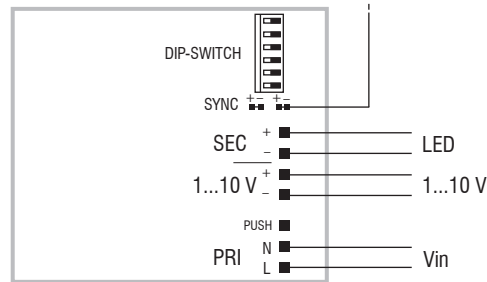 DIP-SWITCH
SYNC + - + -
SEC + - LED
1...10 V + - 1...10 V
PUSH
PRI N L Vin